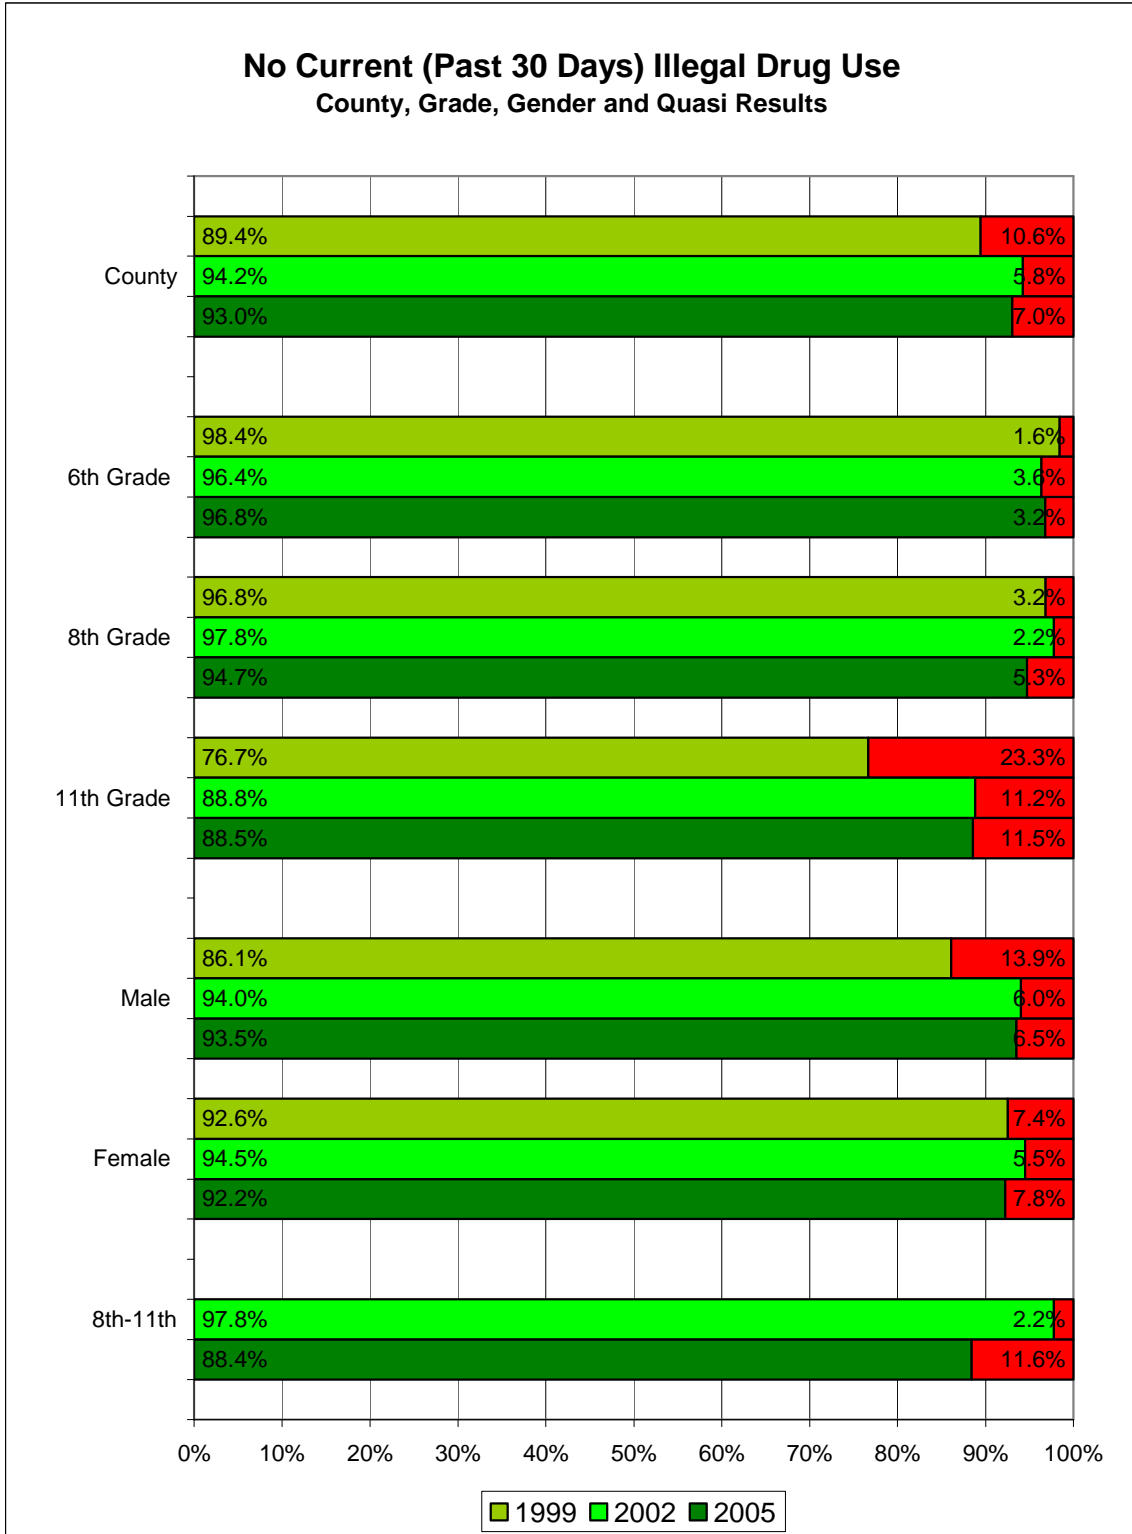 No Current (Past 30 Days) Illegal Drug Use
County, Grade, Gender and Quasi Results
89.4% 10.6%
County 94.2% 5.8%
93.0% 7.0%
98.4% 1.6%
6th Grade 96.4% 3.6%
96.8% 3.2%
96.8% 3.2%
8th Grade 97.8% 2.2%
94.7% 5.3%
76.7% 23.3%
11th Grade 88.8% 11.2%
88.5% 11.5%
86.1% 13.9%
Male 94.0% 6.0%
93.5% 6.5%
92.6% 7.4%
Female 94.5% 5.5%
92.2% 7.8%
8th-11th 97.8% 2.2%
88.4% 11.6%
0% 10% 20% 30% 40% 50% 60% 70% 80% 90% 100%
1999 2002 2005